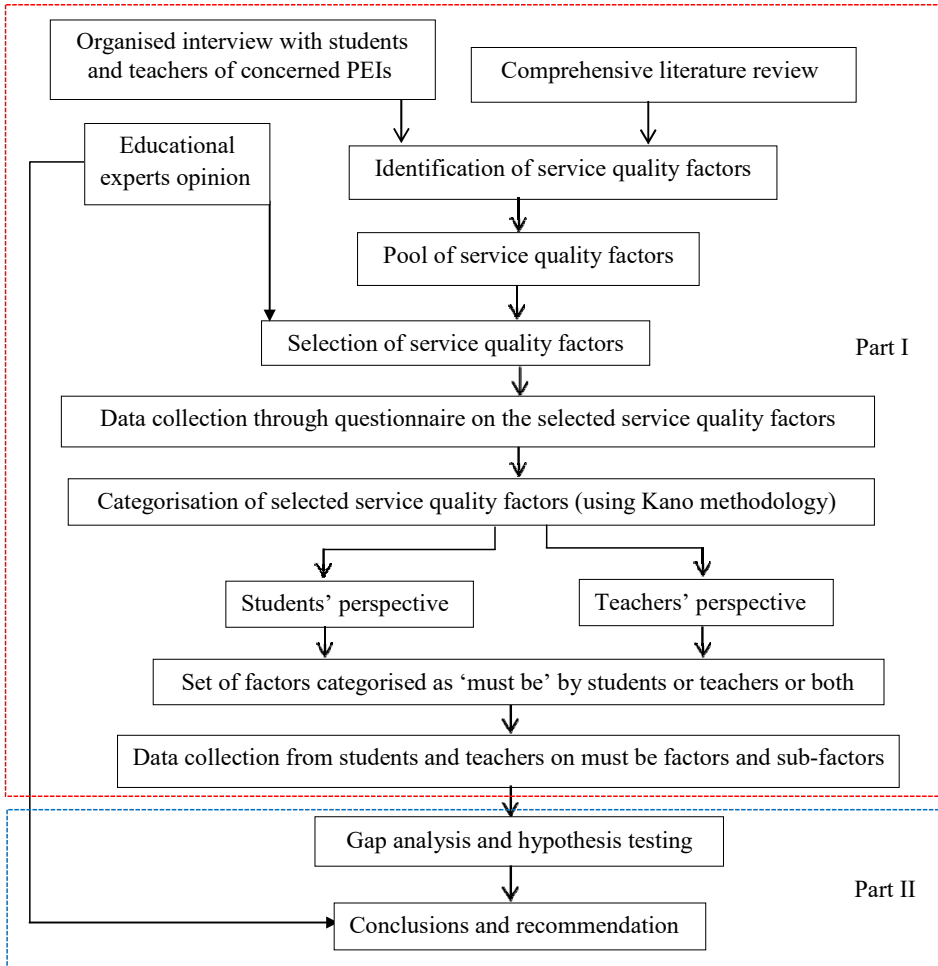 Organised interview with students
and teachers of concerned PEIs
Comprehensive literature review
Educational
experts opinion
Identification of service quality factors
Pool of service quality factors
Selection of service quality factors
Part I
Data collection through questionnaire on the selected service quality factors
Categorisation of selected service quality factors (using Kano methodology)
Students’ perspective
Teachers’ perspective
Set of factors categorised as ‘must be’ by students or teachers or both
Data collection from students and teachers on must be factors and sub-factors
Gap analysis and hypothesis testing
Part II
Conclusions and recommendation